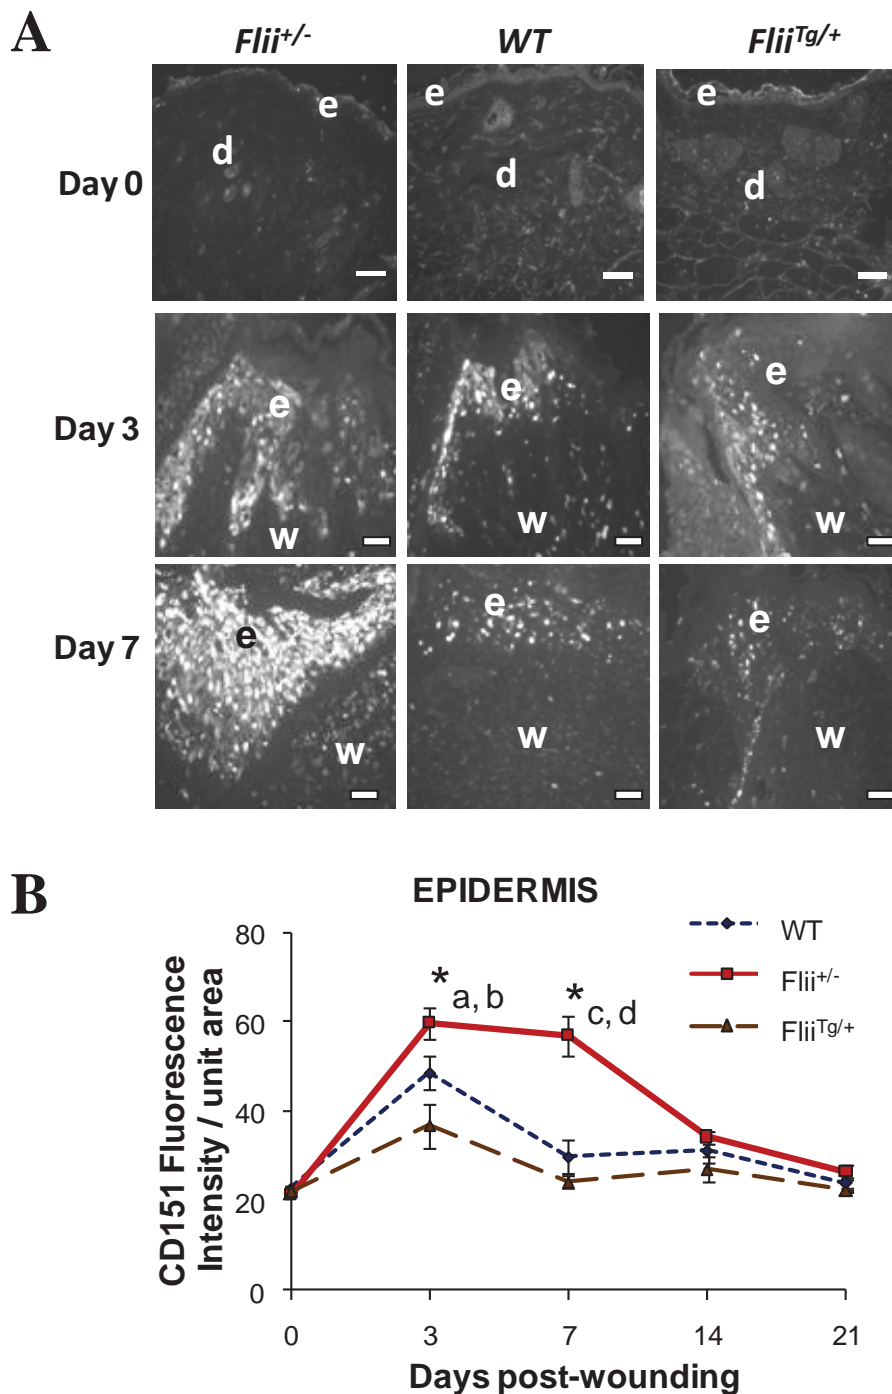 A
Flii+/- WT FliiTg/+
Day 0
e e e
d d d
Day 3
e e e
w w w
Day 7
e e e
w w w
B
EPIDERMIS
CD151 Fluorescence
Intensity / unit area
80
60
40
20
0
* a, b
* c, d
WT
Flii+/-
FliiTg/+
0 3 7 14 21
Days post-wounding